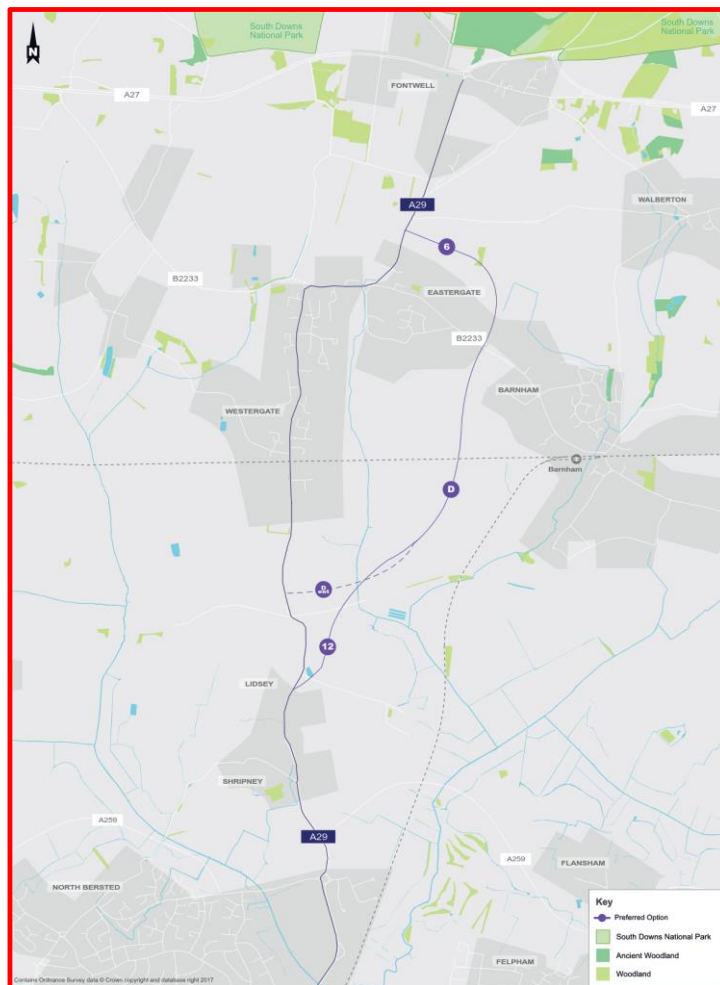 South Downs
National Park
South Downs
National Park
N
FONTWELL
A27
A27
WALBERTON
A29
6
B2233
EASTERGATE
B2233
BARNHAM
WESTERGATE
Barnham
D
D
12
LIDSEY
SHRIPNEY
A259
A29
A259
FLANSHAM
NORTH BERSTED
FELPHAM
Key
Preferred Option
South Downs National Park
Ancient Woodland
Woodland
Contains Ordnance Survey data © Crown copyright and database right 2017